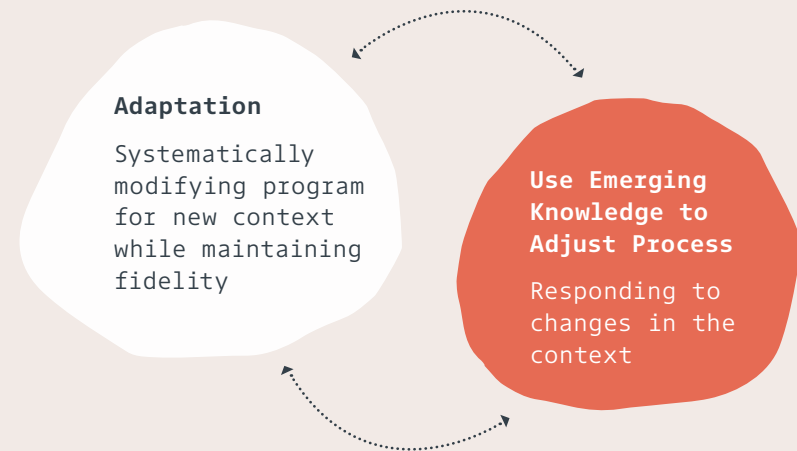 Adaptation
Systematically
modifying program
for new context
while maintaining
fidelity
Use Emerging
Knowledge to
Adjust Process
Responding to
changes in the
context